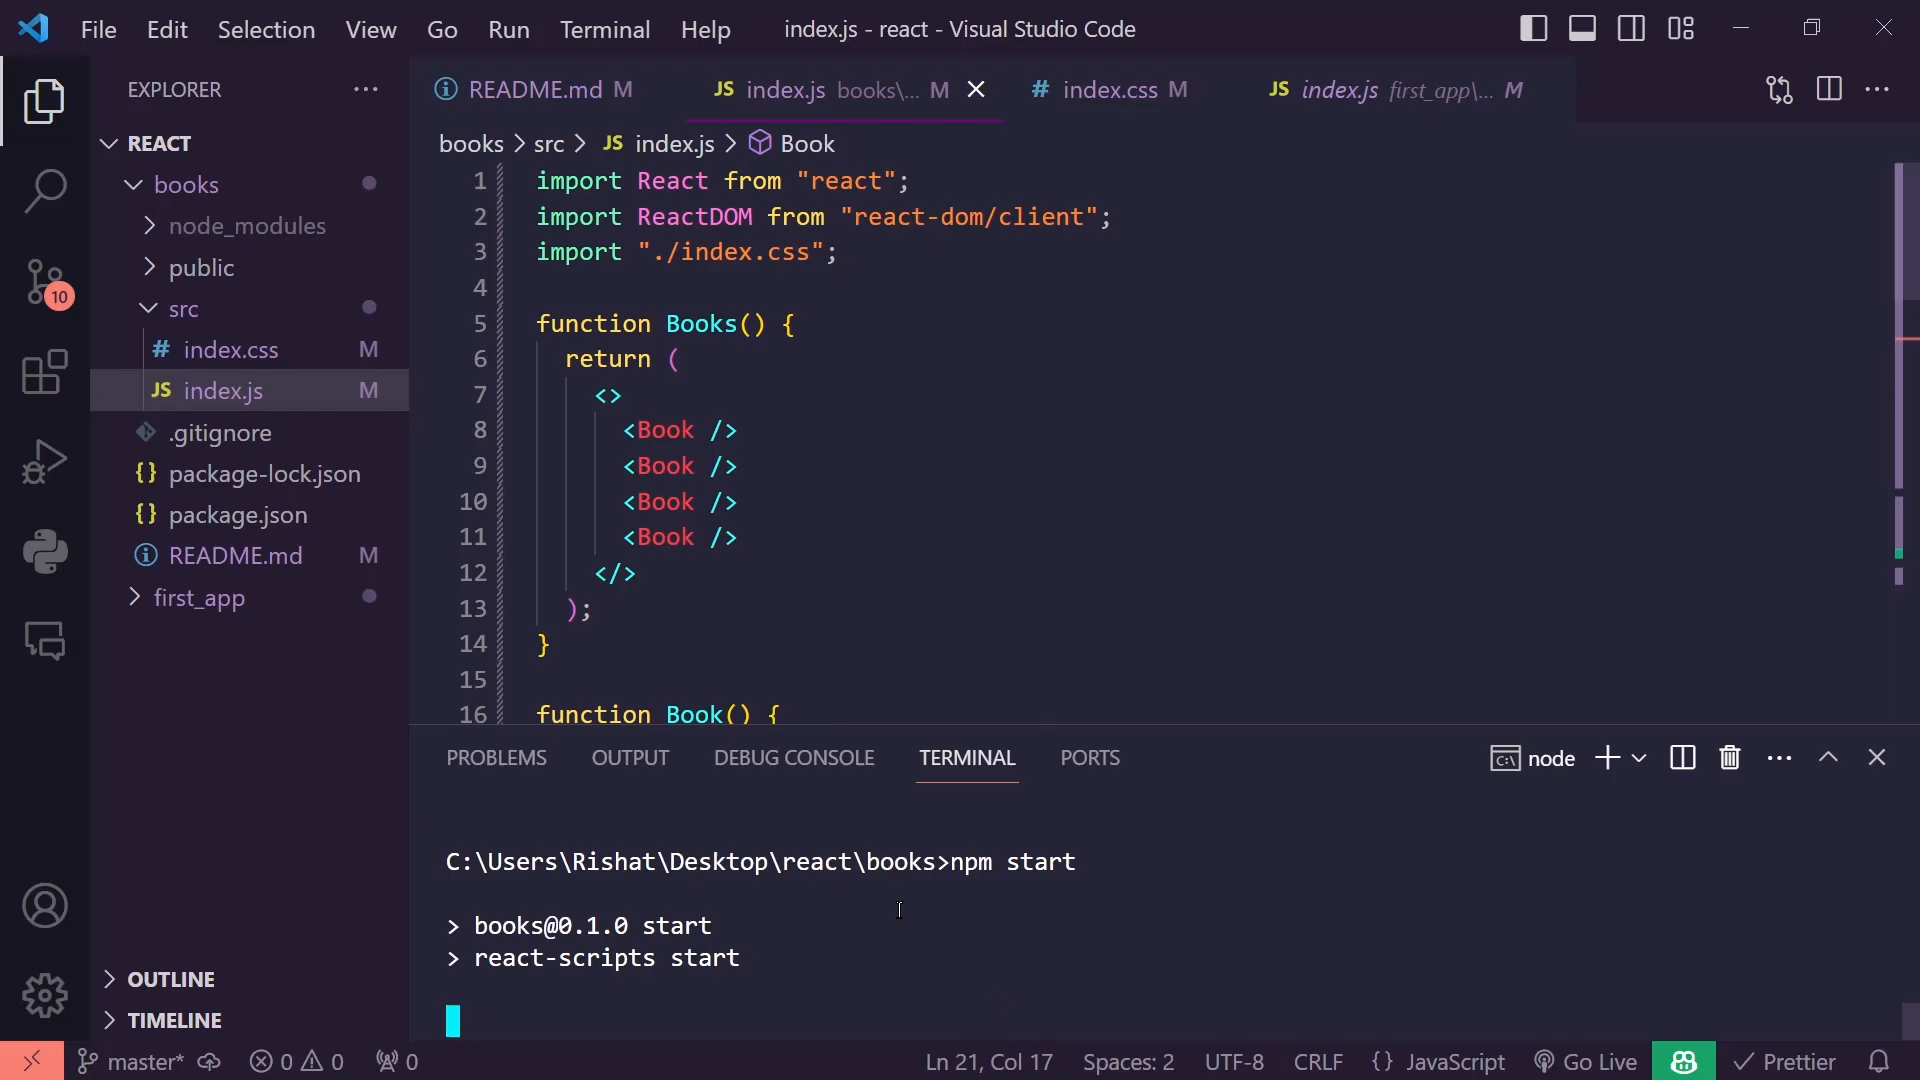 File Edit Selection View Go Run Terminal Help index.js - react - Visual Studio Code
EXPLORER
REACT
books
node_modules
public
src
# index.css M
JS index.js M
.gitignore
{} package-lock.json
{} package.json
README.md M
first_app
OUTLINE
TIMELINE
10
README.md M JS index.js books\... M # index.css M JS index.js first_app\... M
books > src > JS index.js > Book
1 import React from "react";
2 import ReactDOM from "react-dom/client";
3 import "./index.css";
4
5 function Books() {
6 return (
7 <>
8 <Book />
9 <Book />
10 <Book />
11 <Book />
12 </>
13 );
14 }
15
16 function Book() {
PROBLEMS OUTPUT DEBUG CONSOLE TERMINAL PORTS node
C:\Users\Rishat\Desktop\react\books>npm start
> books@0.1.0 start
> react-scripts start
master* 0 0 0 Ln 21, Col 17 Spaces: 2 UTF-8 CRLF {} JavaScript Go Live Prettier